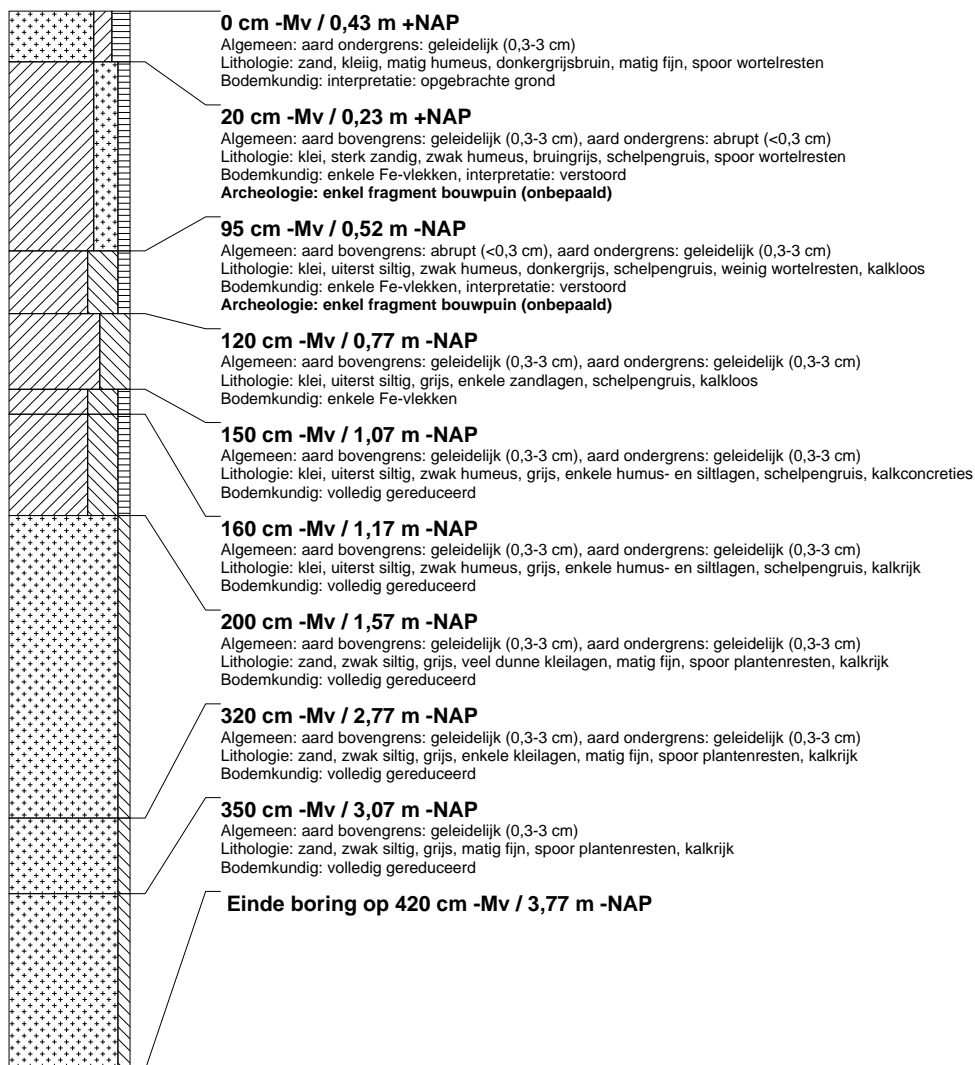 0 cm -Mv / 0,43 m +NAP
Algemeen: aard ondergrens: geleidelijk (0,3-3 cm)
Lithologie: zand, kleiig, matig humeus, donkergrijsbruin, matig fijn, spoor wortelresten
Bodemkundig: interpretatie: opgebrachte grond
20 cm -Mv / 0,23 m +NAP
Algemeen: aard bovengrens: geleidelijk (0,3-3 cm), aard ondergrens: abrupt (<0,3 cm)
Lithologie: klei, sterk zandig, zwak humeus, bruingrijs, schelpengruis, spoor wortelresten
Bodemkundig: enkele Fe-vlekken, interpretatie: verstoord
Archeologie: enkel fragment bouwpuin (onbepaald)
95 cm -Mv / 0,52 m -NAP
Algemeen: aard bovengrens: abrupt (<0,3 cm), aard ondergrens: geleidelijk (0,3-3 cm)
Lithologie: klei, uiterst siltig, zwak humeus, donkergrijs, schelpengruis, weinig wortelresten, kalkloos
Bodemkundig: enkele Fe-vlekken, interpretatie: verstoord
Archeologie: enkel fragment bouwpuin (onbepaald)
120 cm -Mv / 0,77 m -NAP
Algemeen: aard bovengrens: geleidelijk (0,3-3 cm), aard ondergrens: geleidelijk (0,3-3 cm)
Lithologie: klei, uiterst siltig, grijs, enkele zandlagen, schelpengruis, kalkloos
Bodemkundig: enkele Fe-vlekken
150 cm -Mv / 1,07 m -NAP
Algemeen: aard bovengrens: geleidelijk (0,3-3 cm), aard ondergrens: geleidelijk (0,3-3 cm)
Lithologie: klei, uiterst siltig, zwak humeus, grijs, enkele humus- en siltlagen, schelpengruis, kalkconcreties
Bodemkundig: volledig gereduceerd
160 cm -Mv / 1,17 m -NAP
Algemeen: aard bovengrens: geleidelijk (0,3-3 cm), aard ondergrens: geleidelijk (0,3-3 cm)
Lithologie: klei, uiterst siltig, zwak humeus, grijs, enkele humus- en siltlagen, schelpengruis, kalkrijk
Bodemkundig: volledig gereduceerd
200 cm -Mv / 1,57 m -NAP
Algemeen: aard bovengrens: geleidelijk (0,3-3 cm), aard ondergrens: geleidelijk (0,3-3 cm)
Lithologie: zand, zwak siltig, grijs, veel dunne kleilagen, matig fijn, spoor plantenresten, kalkrijk
Bodemkundig: volledig gereduceerd
320 cm -Mv / 2,77 m -NAP
Algemeen: aard bovengrens: geleidelijk (0,3-3 cm), aard ondergrens: geleidelijk (0,3-3 cm)
Lithologie: zand, zwak siltig, grijs, enkele kleilagen, matig fijn, spoor plantenresten, kalkrijk
Bodemkundig: volledig gereduceerd
350 cm -Mv / 3,07 m -NAP
Algemeen: aard bovengrens: geleidelijk (0,3-3 cm)
Lithologie: zand, zwak siltig, grijs, matig fijn, spoor plantenresten, kalkrijk
Bodemkundig: volledig gereduceerd
Einde boring op 420 cm -Mv / 3,77 m -NAP